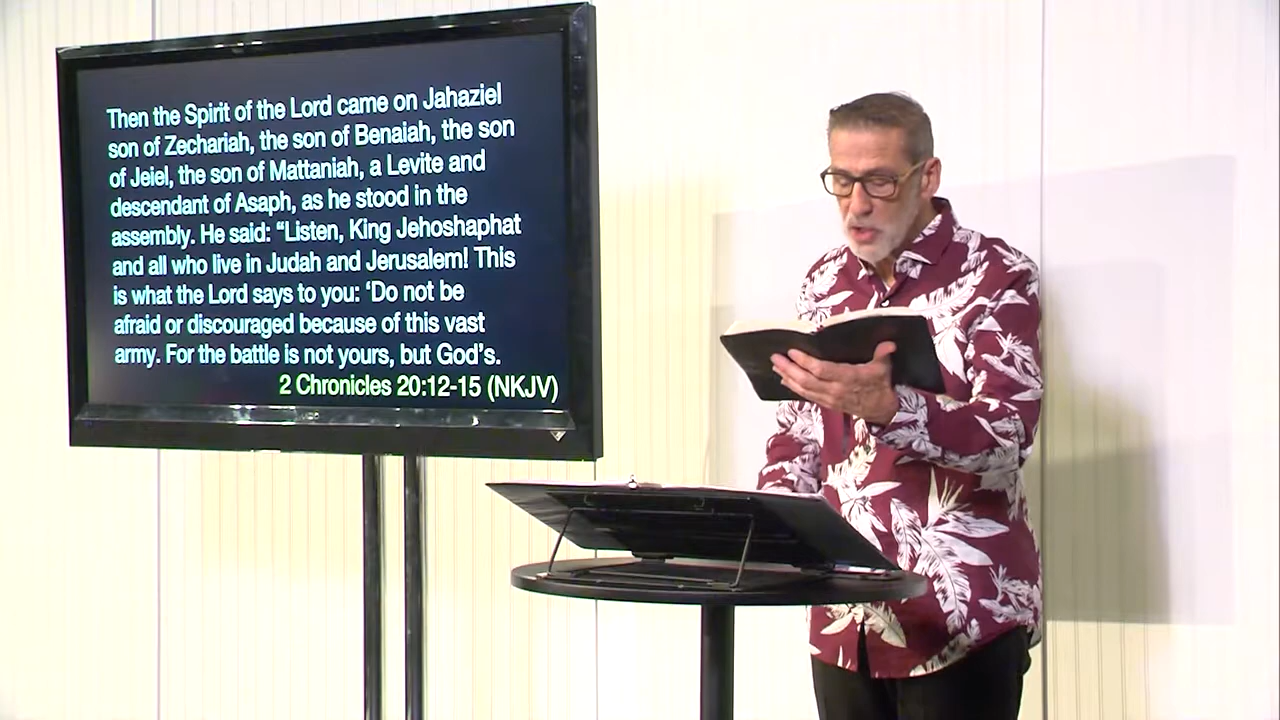 Then the Spirit of the Lord came on Jahaziel
son of Zechariah, the son of Benaiah, the son
of Jeiel, the son of Mattaniah, a Levite and
descendant of Asaph, as he stood in the
assembly. He said: “Listen, King Jehoshaphat
and all who live in Judah and Jerusalem! This
is what the Lord says to you: ‘Do not be
afraid or discouraged because of this vast
army. For the battle is not yours, but God’s.
2 Chronicles 20:12-15 (NKJV)